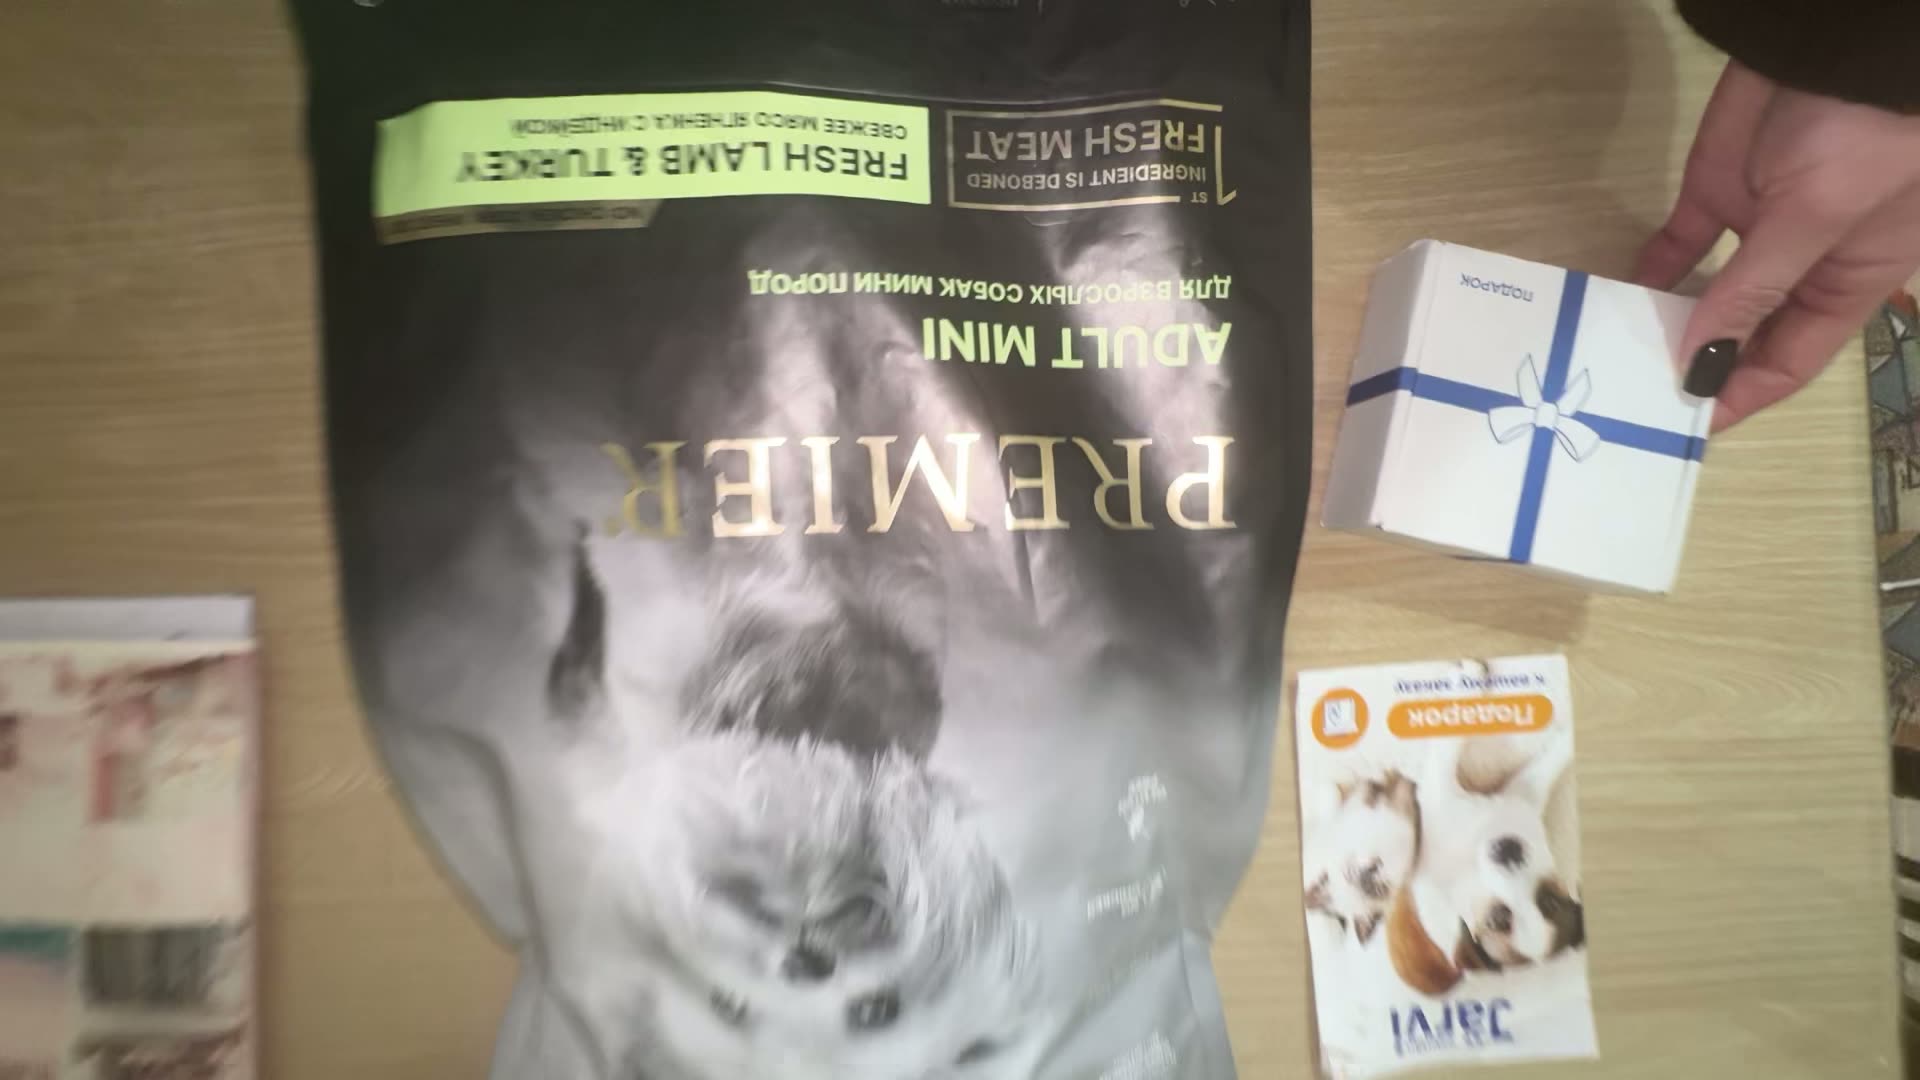 PREMIER
ADULT MINI
ДЛЯ ВЗРОСЛЫХ СОБАК МИНИ ПОРОД
1ST
INGREDIENT IS DEBONED
FRESH MEAT
FRESH LAMB & TURKEY
СВЕЖЕЕ МЯСО ЯГНЕНКА С ИНДЕЙКОЙ
ПОДАРОК
Jarvi
Подарок
к вашему заказу